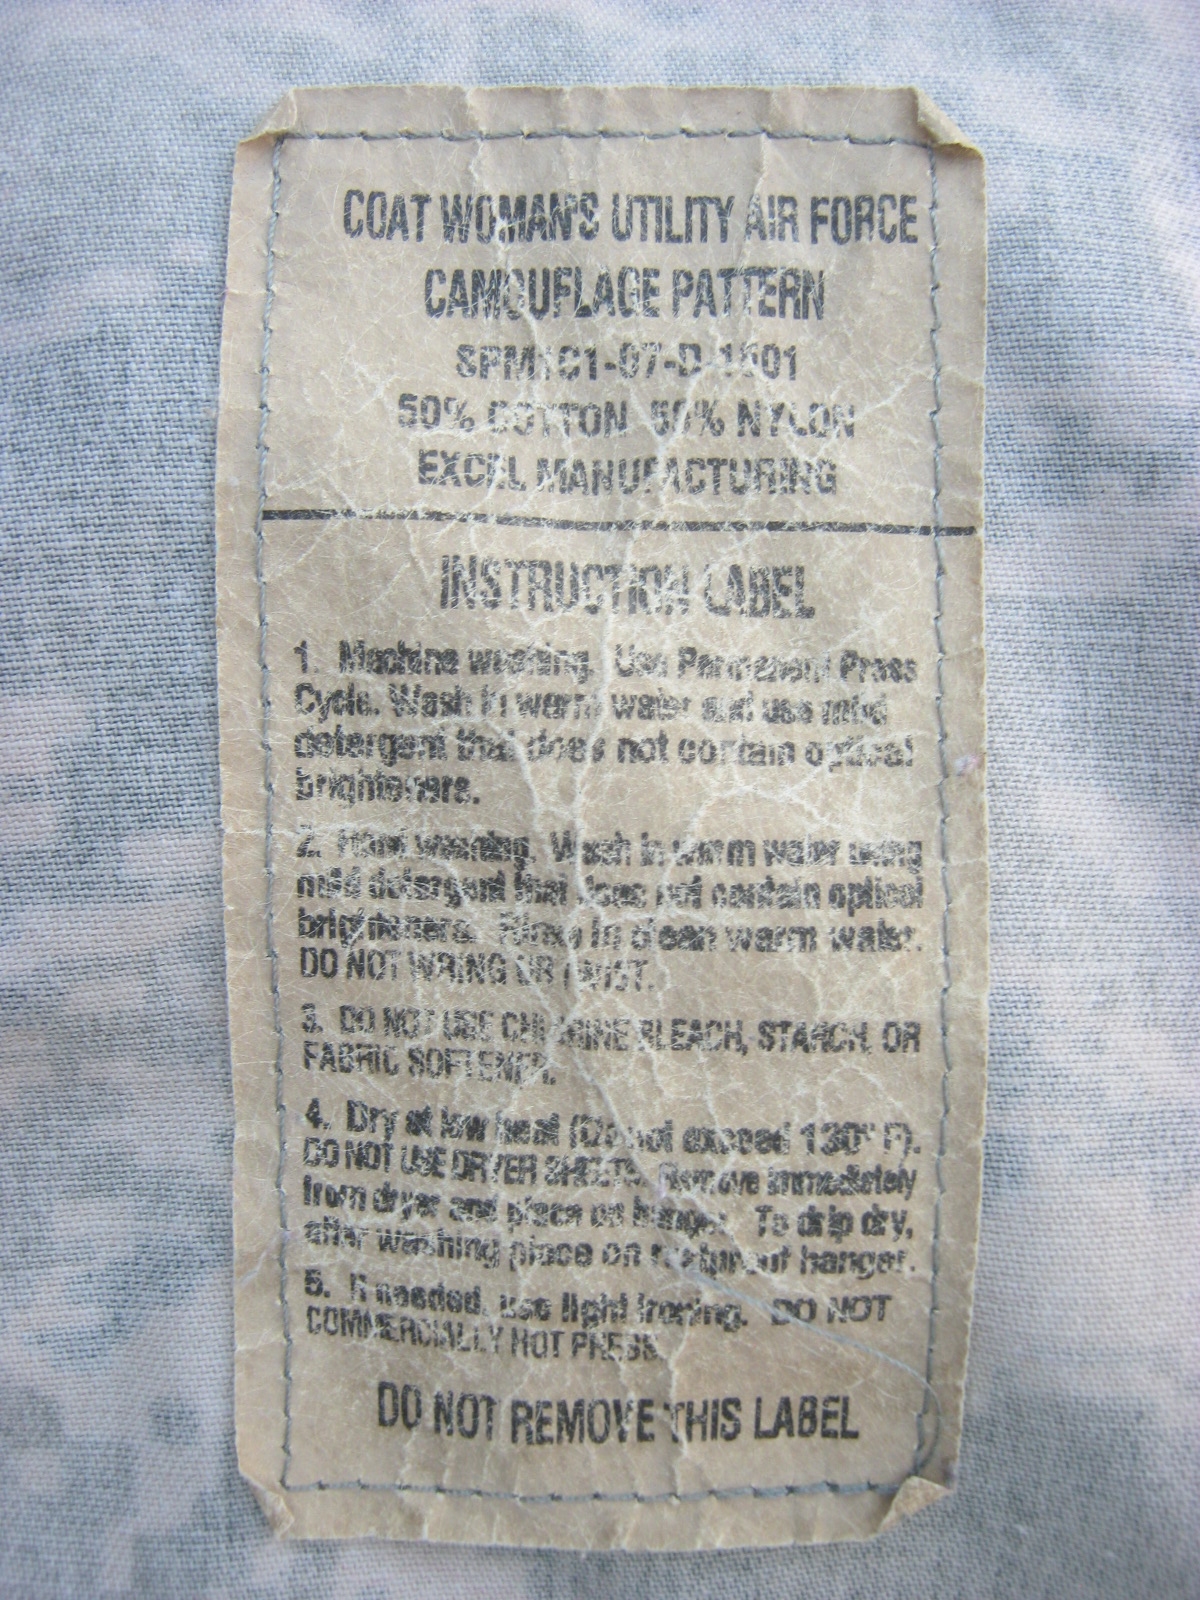 COAT WOMAN'S UTILITY AIR FORCE
CAMOUFLAGE PATTERN
SPM1C1-07-D-1501
50% COTTON 50% NYLON
EXCEL MANUFACTURING
INSTRUCTION LABEL
1. Machine washing. Use Permanent Press
Cycle. Wash in warm water and use mild
detergent that does not contain optical
brighteners.
2. Hand washing. Wash in warm water using
mild detergent that does not contain optical
brighteners. Rinse in clean warm water.
DO NOT WRING OR TWIST.
3. DO NOT USE CHLORINE BLEACH, STARCH, OR
FABRIC SOFTENER.
4. Dry at low heat (Do not exceed 130° F).
DO NOT USE DRYER SHEETS. Remove immediately
from dryer and place on hanger. To drip dry,
after washing place on rustproof hanger.
5. If needed, use light ironing. DO NOT
COMMERCIALLY HOT PRESS.
DO NOT REMOVE THIS LABEL